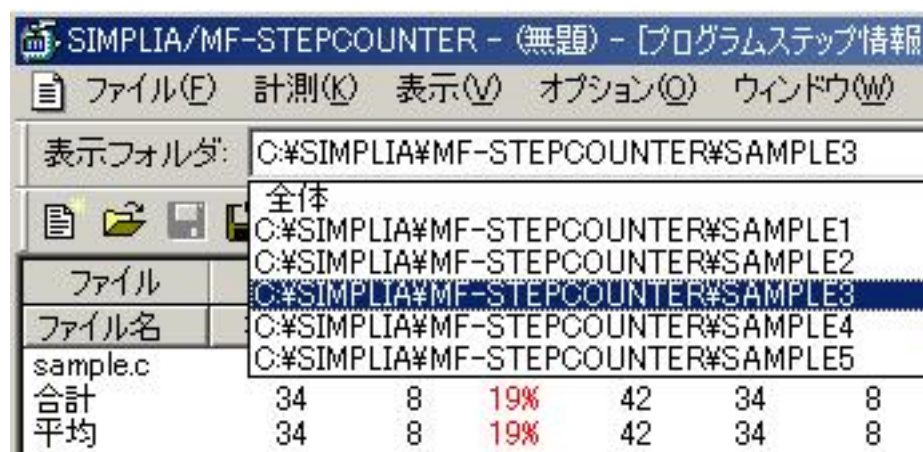 SIMPLIA/MF-STEPCOUNTER - (無題) - [プログラムステップ情報
ファイル(F) 計測(K) 表示(V) オプション(O) ウィンドウ(W)
表示フォルダ: C:¥SIMPLIA¥MF-STEPCOUNTER¥SAMPLE3
全体
C:¥SIMPLIA¥MF-STEPCOUNTER¥SAMPLE1
C:¥SIMPLIA¥MF-STEPCOUNTER¥SAMPLE2
C:¥SIMPLIA¥MF-STEPCOUNTER¥SAMPLE3
C:¥SIMPLIA¥MF-STEPCOUNTER¥SAMPLE4
C:¥SIMPLIA¥MF-STEPCOUNTER¥SAMPLE5
ファイル
ファイル名
sample.c
合計 34 8 19% 42 34 8
平均 34 8 19% 42 34 8